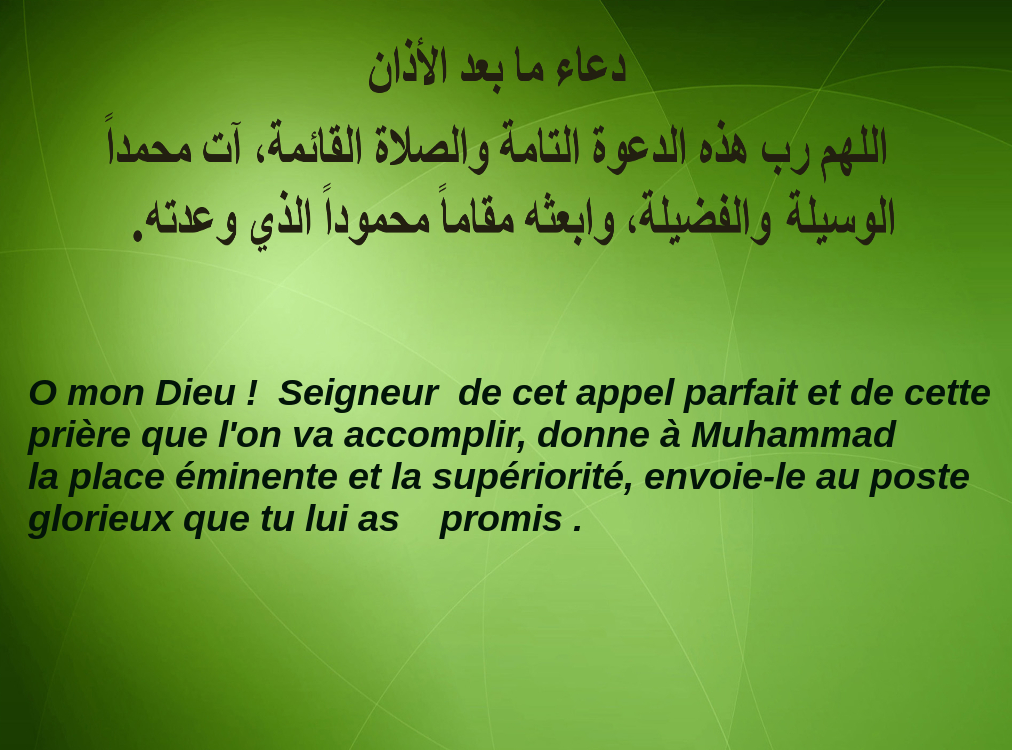 دعاء ما بعد الأذان
اللهم رب هذه الدعوة التامة والصلاة القائمة، آت محمداً
الوسيلة والفضيلة، وابعثه مقاماً محموداً الذي وعدته.
O mon Dieu !  Seigneur  de cet appel parfait et de cette
prière que l'on va accomplir, donne à Muhammad
la place éminente et la supériorité, envoie-le au poste
glorieux que tu lui as    promis .